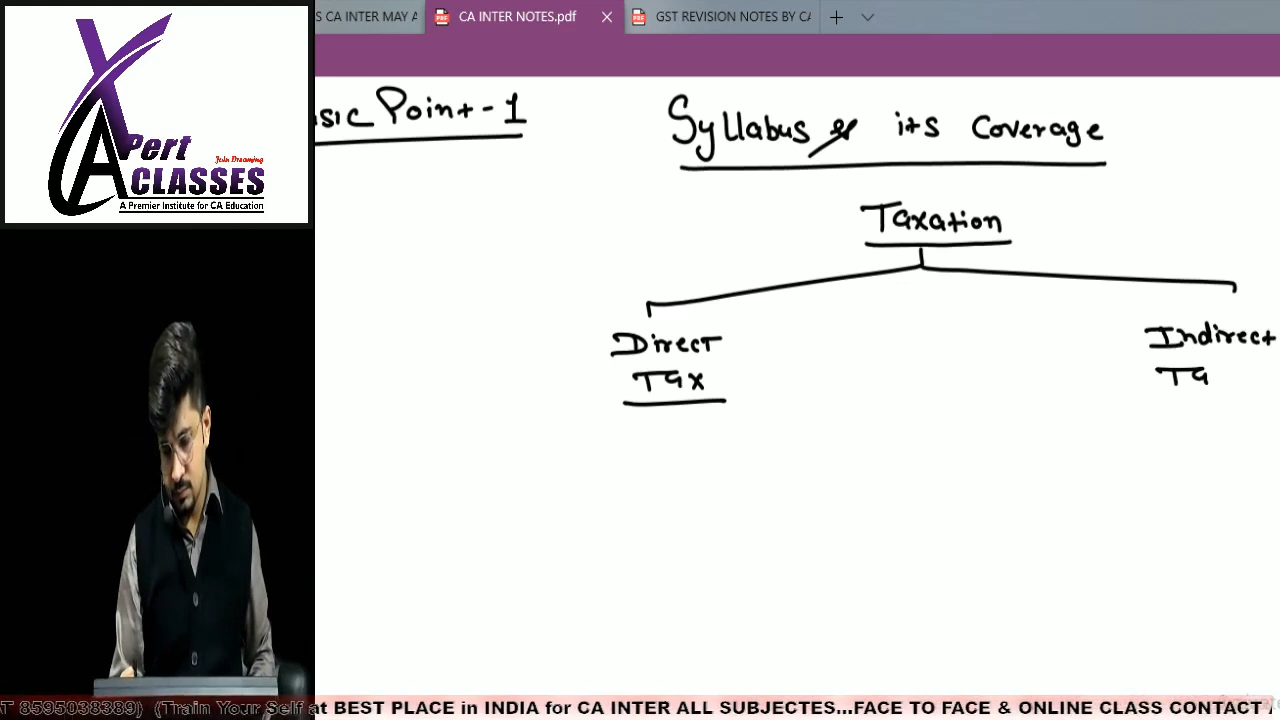 S CA INTER MAY A
CA INTER NOTES.pdf
GST REVISION NOTES BY CA
XPert
Join Dreaming
CLASSES
A Premier Institute for CA Education
sic Point-1
Syllabus & its Coverage
Taxation
Direct
Tax
Indirect
Ta
AT 8595038389) (Train Your Self at BEST PLACE in INDIA for CA INTER ALL SUBJECTES...FACE TO FACE & ONLINE CLASS CONTACT A